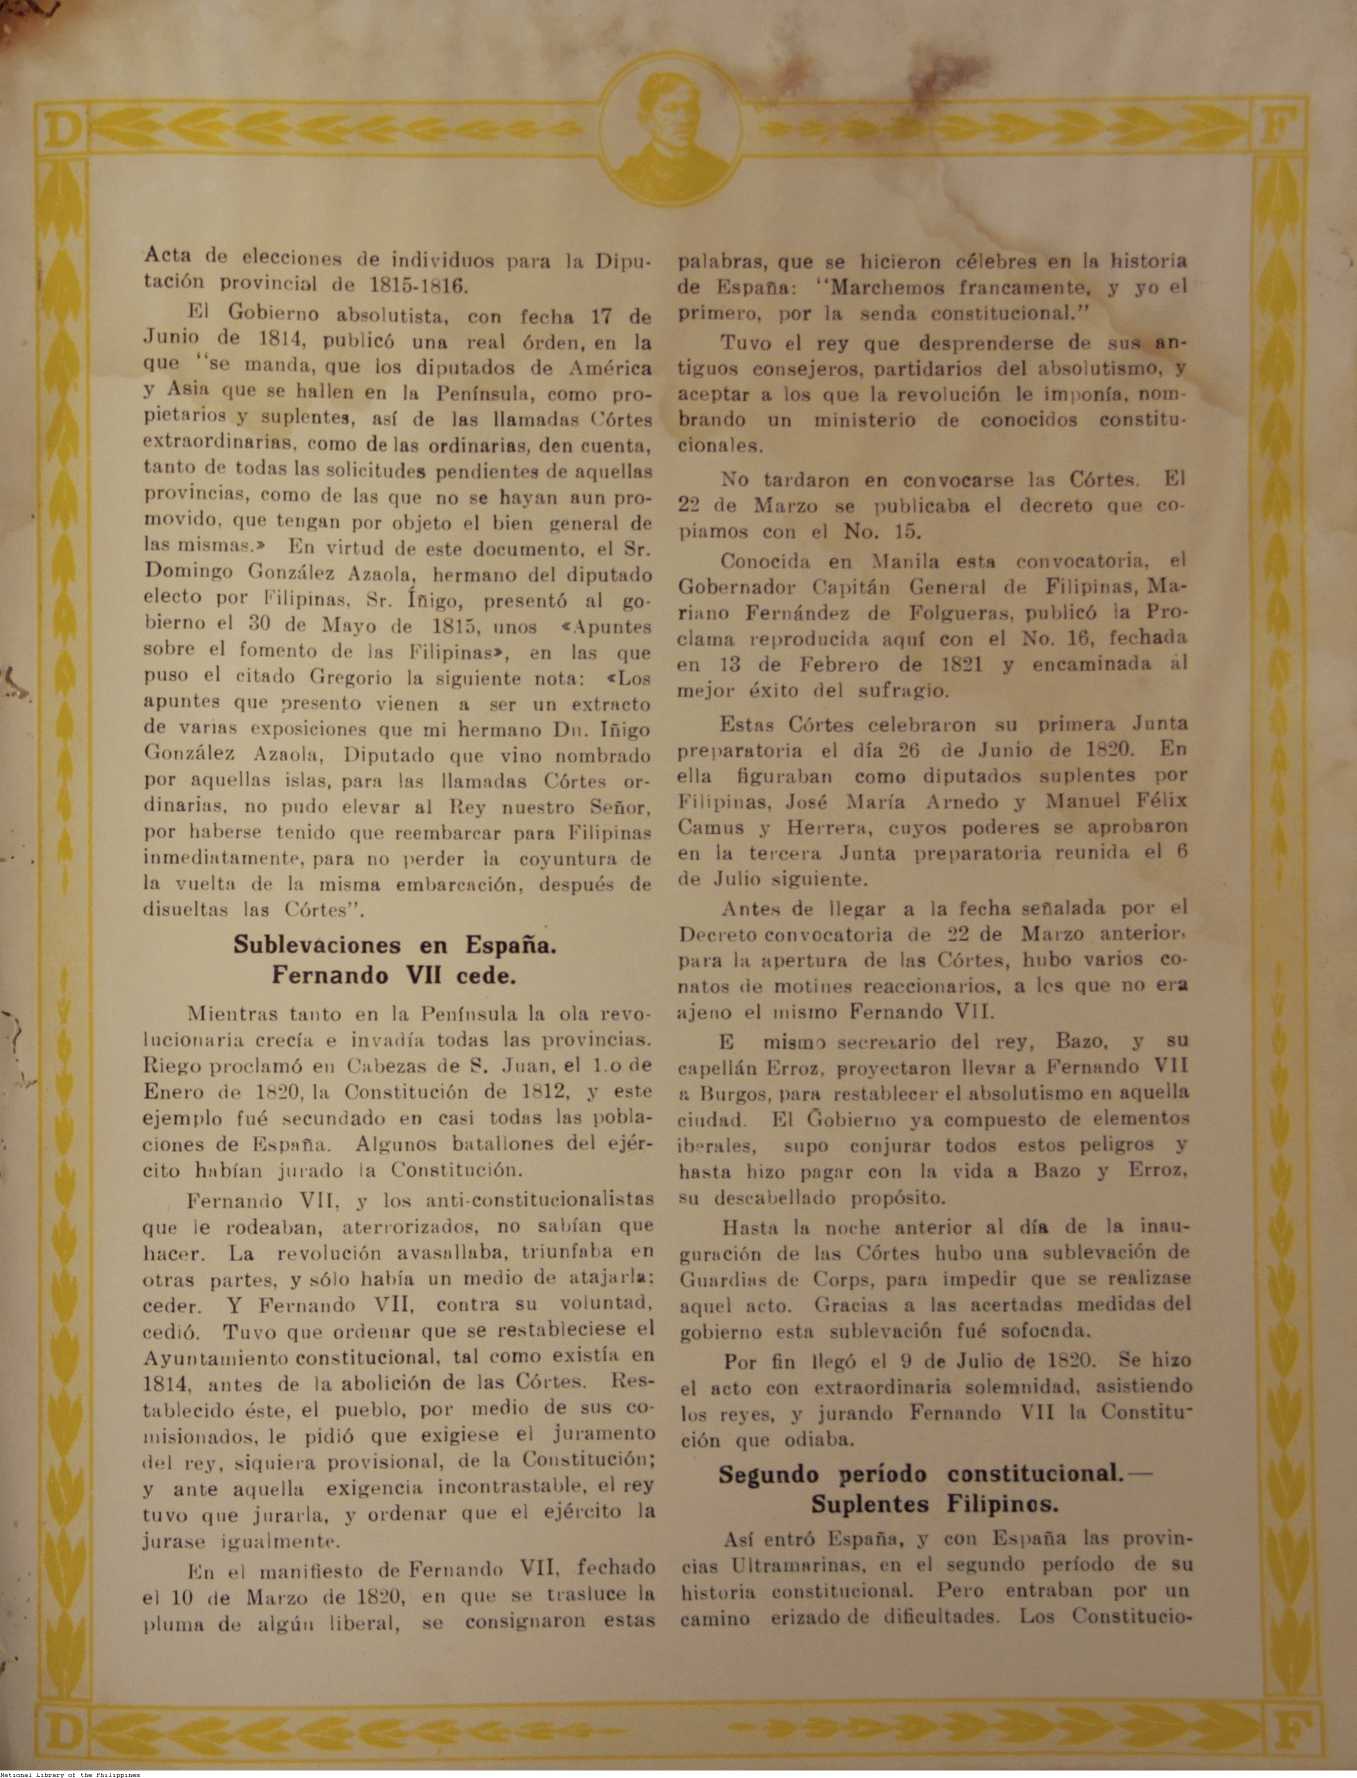 D
F
Acta de elecciones de individuos para la Dipu-
tación provincial de 1815-1816.
El Gobierno absolutista, con fecha 17 de
Junio de 1814, publicó una real órden, en la
que "se manda, que los diputados de América
y Asia que se hallen en la Península, como pro-
pietarios y suplentes, así de las llamadas Córtes
extraordinarias, como de las ordinarias, den cuenta,
tanto de todas las solicitudes pendientes de aquellas
provincias, como de las que no se hayan aun pro-
movido, que tengan por objeto el bien general de
las mismas.» En virtud de este documento, el Sr.
Domingo González Azaola, hermano del diputado
electo por Filipinas, Sr. Íñigo, presentó al go-
bierno el 30 de Mayo de 1815, unos «Apuntes
sobre el fomento de las Filipinas», en las que
puso el citado Gregorio la siguiente nota: «Los
apuntes que presento vienen a ser un extracto
de varias exposiciones que mi hermano Dn. Iñigo
González Azaola, Diputado que vino nombrado
por aquellas islas, para las llamadas Córtes or-
dinarias, no pudo elevar al Rey nuestro Señor,
por haberse tenido que reembarcar para Filipinas
inmediatamente, para no perder la coyuntura de
la vuelta de la misma embarcación, después de
disueltas las Córtes".
Sublevaciones en España.
Fernando VII cede.
Mientras tanto en la Península la ola revo-
lucionaria crecía e invadía todas las provincias.
Riego proclamó en Cabezas de S. Juan, el 1.o de
Enero de 1820, la Constitución de 1812, y este
ejemplo fué secundado en casi todas las pobla-
ciones de España. Algunos batallones del ejér-
cito habían jurado la Constitución.
Fernando VII, y los anti-constitucionalistas
que le rodeaban, aterrorizados, no sabían que
hacer. La revolución avasallaba, triunfaba en
otras partes, y sólo había un medio de atajarla:
ceder. Y Fernando VII, contra su voluntad,
cedió. Tuvo que ordenar que se restableciese el
Ayuntamiento constitucional, tal como existía en
1814, antes de la abolición de las Córtes. Res-
tablecido éste, el pueblo, por medio de sus co-
misionados, le pidió que exigiese el juramento
del rey, siquiera provisional, de la Constitución;
y ante aquella exigencia incontrastable, el rey
tuvo que jurarla, y ordenar que el ejército la
jurase igualmente.
En el manifiesto de Fernando VII, fechado
el 10 de Marzo de 1820, en que se trasluce la
pluma de algún liberal, se consignaron estas
palabras, que se hicieron célebres en la historia
de España: "Marchemos francamente, y yo el
primero, por la senda constitucional."
Tuvo el rey que desprenderse de sus an-
tiguos consejeros, partidarios del absolutismo, y
aceptar a los que la revolución le imponía, nom-
brando un ministerio de conocidos constitu-
cionales.
No tardaron en convocarse las Córtes. El
22 de Marzo se publicaba el decreto que co-
piamos con el No. 15.
Conocida en Manila esta convocatoria, el
Gobernador Capitán General de Filipinas, Ma-
riano Fernández de Folgueras, publicó la Pro-
clama reproducida aquí con el No. 16, fechada
en 13 de Febrero de 1821 y encaminada al
mejor éxito del sufragio.
Estas Córtes celebraron su primera Junta
preparatoria el día 26 de Junio de 1820. En
ella figuraban como diputados suplentes por
Filipinas, José María Arnedo y Manuel Félix
Camus y Herrera, cuyos poderes se aprobaron
en la tercera Junta preparatoria reunida el 6
de Julio siguiente.
Antes de llegar a la fecha señalada por el
Decreto convocatoria de 22 de Marzo anterior,
para la apertura de las Córtes, hubo varios co-
natos de motines reaccionarios, a los que no era
ajeno el mismo Fernando VII.
E mismo secretario del rey, Bazo, y su
capellán Erroz, proyectaron llevar a Fernando VII
a Burgos, para restablecer el absolutismo en aquella
ciudad. El Gobierno ya compuesto de elementos
iberales, supo conjurar todos estos peligros y
hasta hizo pagar con la vida a Bazo y Erroz,
su descabellado propósito.
Hasta la noche anterior al día de la inau-
guración de las Córtes hubo una sublevación de
Guardias de Corps, para impedir que se realizase
aquel acto. Gracias a las acertadas medidas del
gobierno esta sublevación fué sofocada.
Por fin llegó el 9 de Julio de 1820. Se hizo
el acto con extraordinaria solemnidad, asistiendo
los reyes, y jurando Fernando VII la Constitu-
ción que odiaba.
Segundo período constitucional.—
Suplentes Filipinos.
Así entró España, y con España las provin-
cias Ultramarinas, en el segundo período de su
historia constitucional. Pero entraban por un
camino erizado de dificultades. Los Constitucio-
D
F
National Library of the Philippines